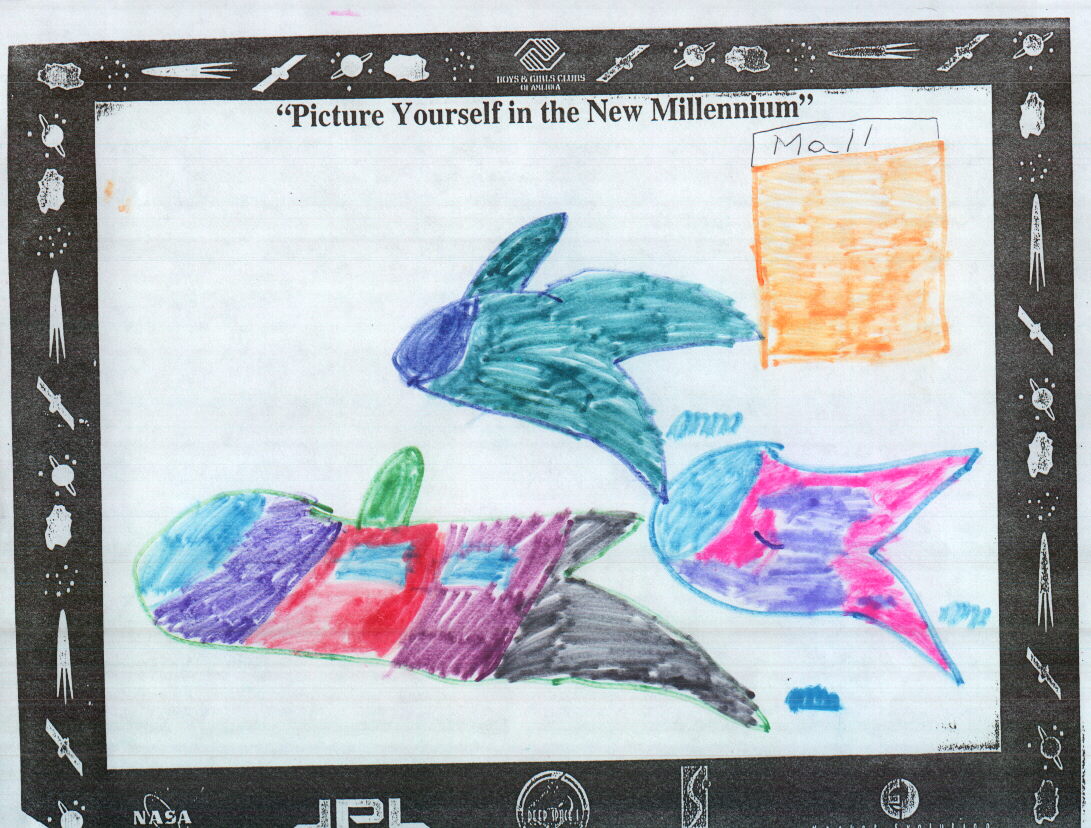 BOYS & GIRLS CLUBS
OF AMERICA
“Picture Yourself in the New Millennium”
Mall
NASA
JPL
DEEP SPACE 1